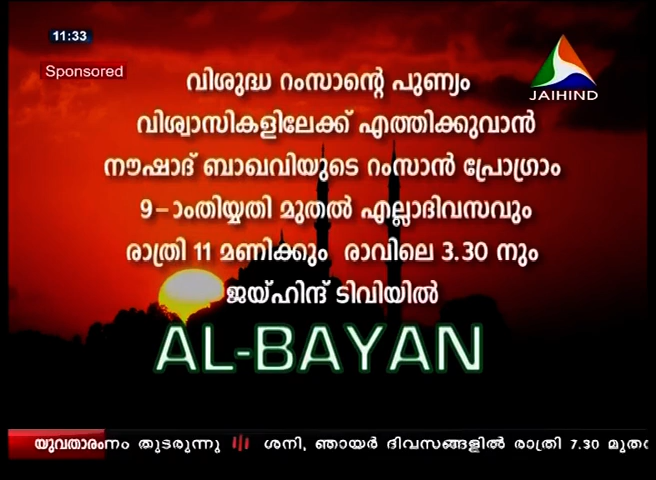 11:33
Sponsored
JAIHIND
വിശുദ്ധ റംസാന്റെ പുണ്യം
വിശ്വാസികളിലേക്ക് എത്തിക്കുവാൻ
നൗഷാദ് ബാഖവിയുടെ റംസാൻ പ്രോഗ്രാം
9-ാംതിയ്യതി മുതൽ എല്ലാദിവസവും
രാത്രി 11 മണിക്കും രാവിലെ 3.30 നും
ജയ്ഹിന്ദ് ടിവിയിൽ
AL-BAYAN
യുവതാരം നം തുടരുന്നു /// ശനി, ഞായർ ദിവസങ്ങളിൽ രാത്രി 7.30 മുതൽ